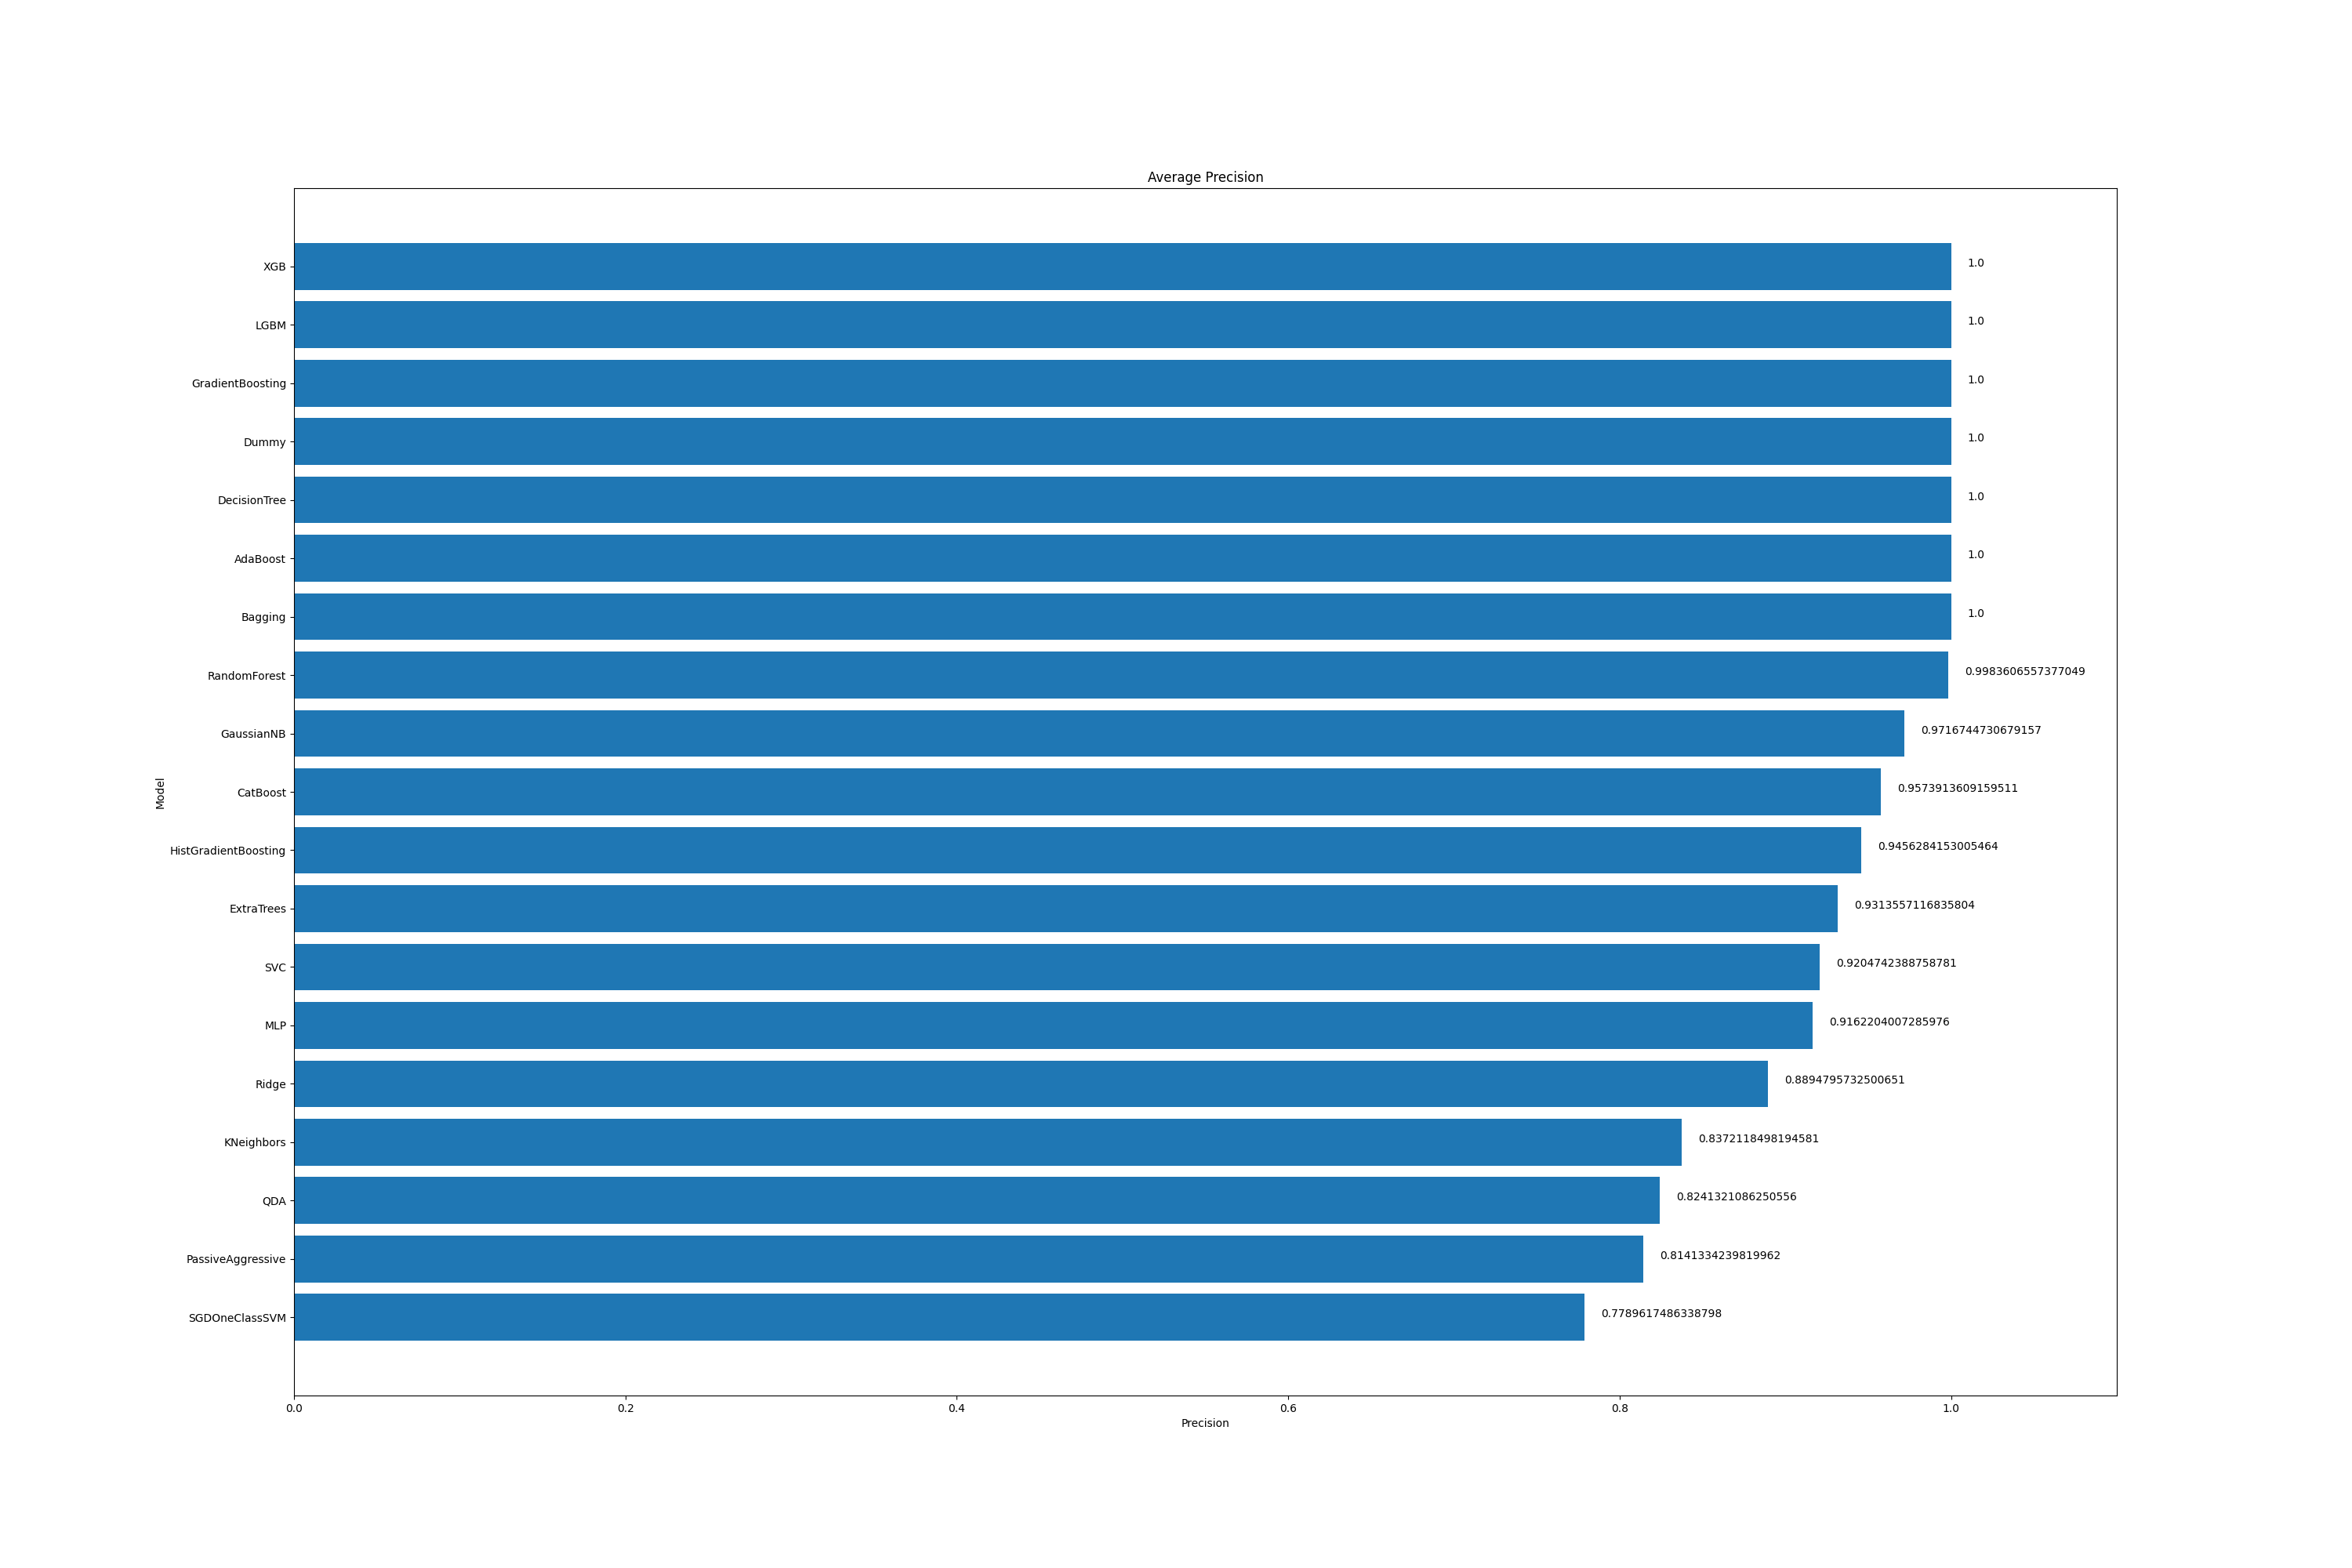 Average Precision
XGB 1.0
LGBM 1.0
GradientBoosting 1.0
Dummy 1.0
DecisionTree 1.0
AdaBoost 1.0
Bagging 1.0
RandomForest 0.9983606557377049
GaussianNB 0.9716744730679157
Model
CatBoost 0.9573913609159511
HistGradientBoosting 0.9456284153005464
ExtraTrees 0.9313557116835804
SVC 0.9204742388758781
MLP 0.9162204007285976
Ridge 0.8894795732500651
KNeighbors 0.8372118498194581
QDA 0.8241321086250556
PassiveAggressive 0.8141334239819962
SGDOneClassSVM 0.7789617486338798
0.0 0.2 0.4 0.6 0.8 1.0
Precision